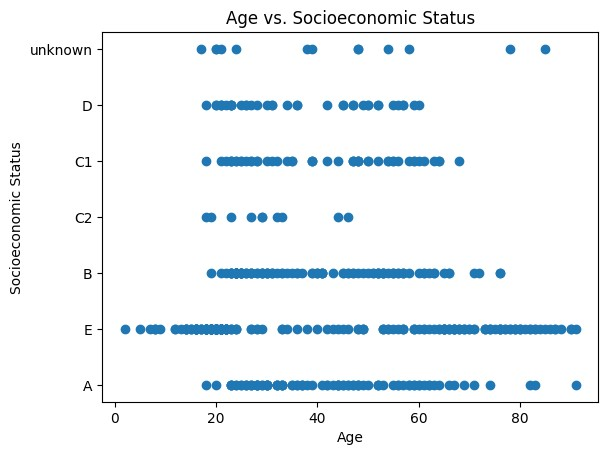 Age vs. Socioeconomic Status
Socioeconomic Status
unknown
D
C1
C2
B
E
A
0 20 40 60 80
Age